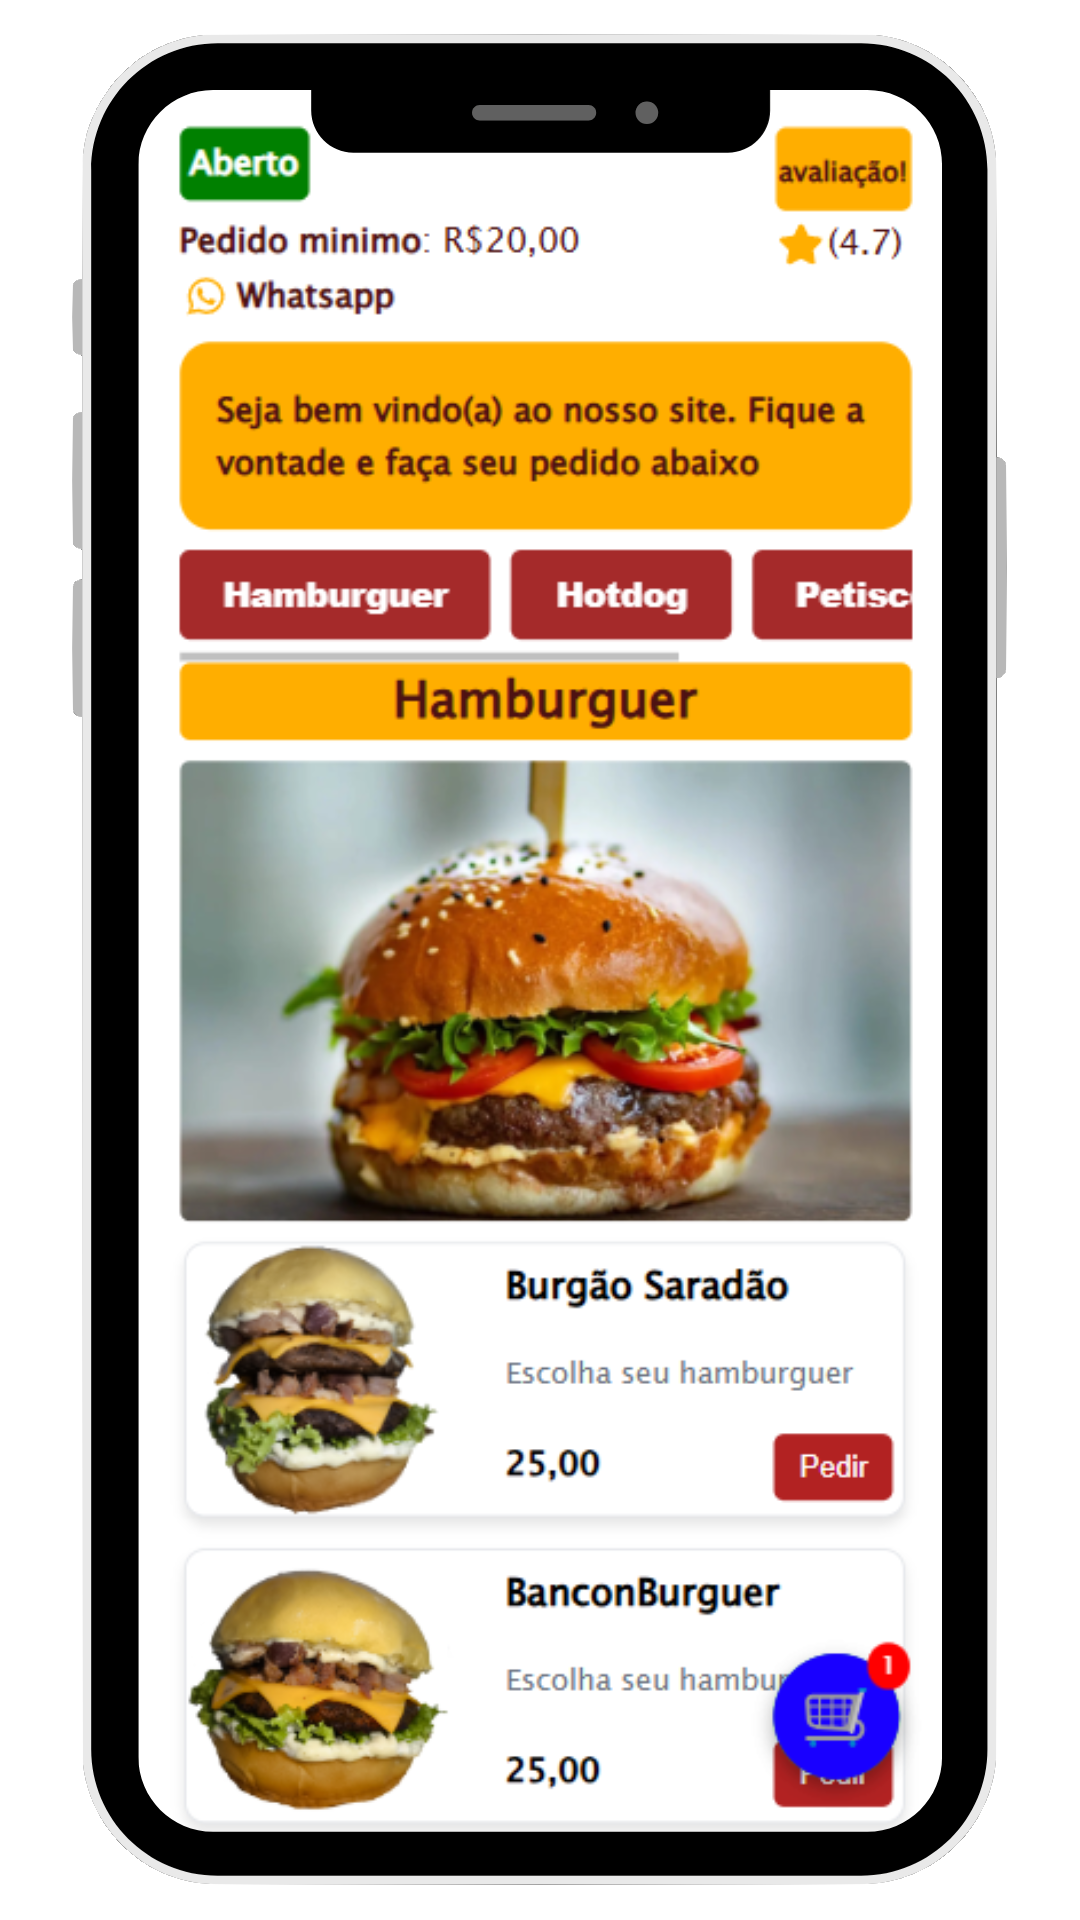 Aberto
avaliação!
Pedido minimo: R$20,00
(4.7)
Whatsapp
Seja bem vindo(a) ao nosso site. Fique a
vontade e faça seu pedido abaixo
Hamburguer
Hotdog
Hamburguer
Burgão Saradão
Escolha seu hamburguer
25,00
Pedir
BanconBurguer
Escolha seu
1
25,00